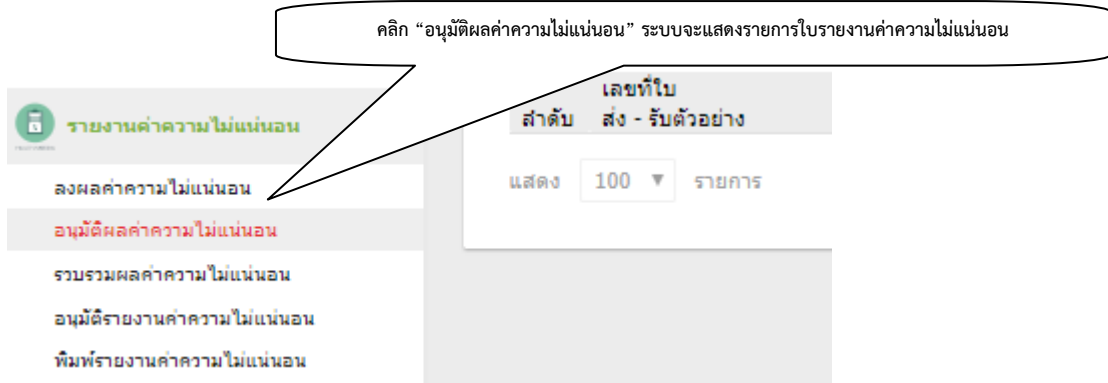 คลิก “อนุมัติผลค่าความไม่แน่นอน” ระบบจะแสดงรายการใบรายงานค่าความไม่แน่นอน
รายงานค่าความไม่แน่นอน
ลงผลค่าความไม่แน่นอน
อนุมัติผลค่าความไม่แน่นอน
รวบรวมผลค่าความไม่แน่นอน
อนุมัติรายงานค่าความไม่แน่นอน
พิมพ์รายงานค่าความไม่แน่นอน
เลขที่ใบ
ลำดับ ส่ง - รับตัวอย่าง
แสดง 100 ▼ รายการ